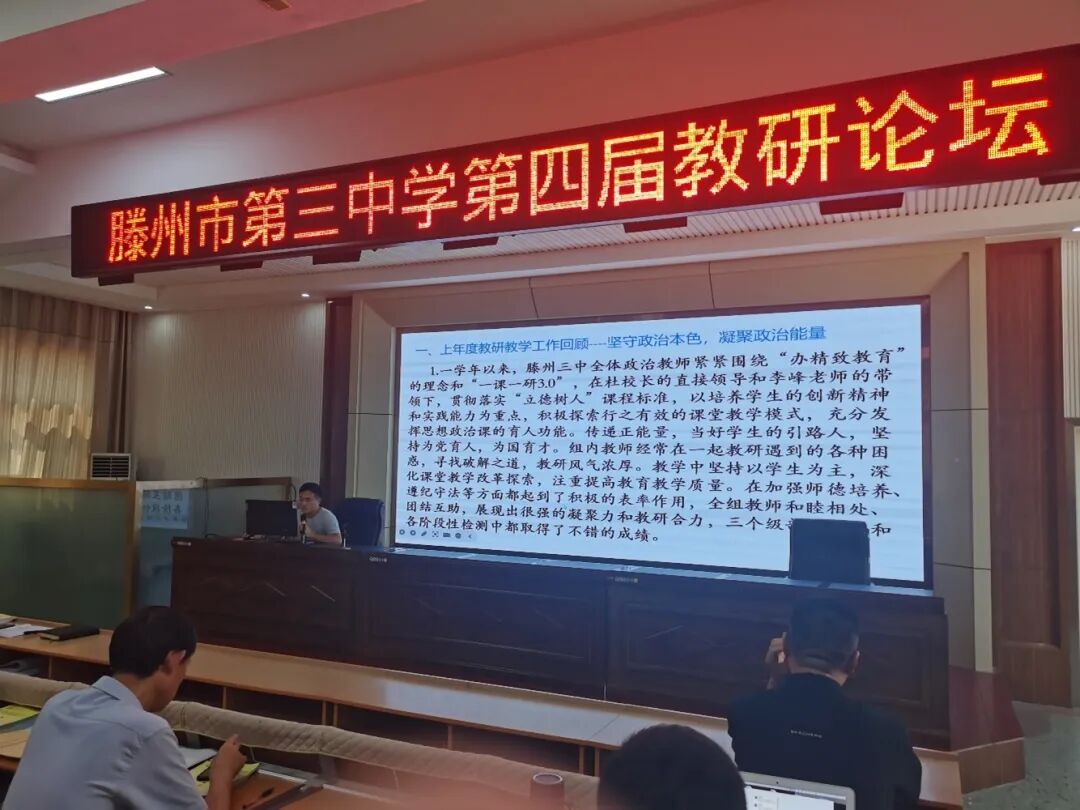 滕州市第三中学第四届教研论坛
一、上年度教研教学工作回顾----坚守政治本色，凝聚政治能量
1.一学年以来，滕州三中全体政治教师紧紧围绕“办精致教育”
的理念和“一课一研3.0”，在杜校长的直接领导和李峰老师的带
领下，贯彻落实“立德树人”课程标准，以培养学生的创新精神
和实践能力为重点，积极探索行之有效的课堂教学模式，充分发
挥思想政治课的育人功能。传递正能量，当好学生的引路人，坚
持为党育人，为国育才。组内教师经常在一起教研遇到的各种困
惑，寻找破解之道，教研风气浓厚。教学中坚持以学生为主，深
化课堂教学改革探索，注重提高教育教学质量。在加强师德培养、
遵纪守法等方面都起到了积极的表率作用，全组教师和睦相处、
团结互助，展现出很强的凝聚力和教研合力，三个级 和
各阶段性检测中都取得了不错的成绩。